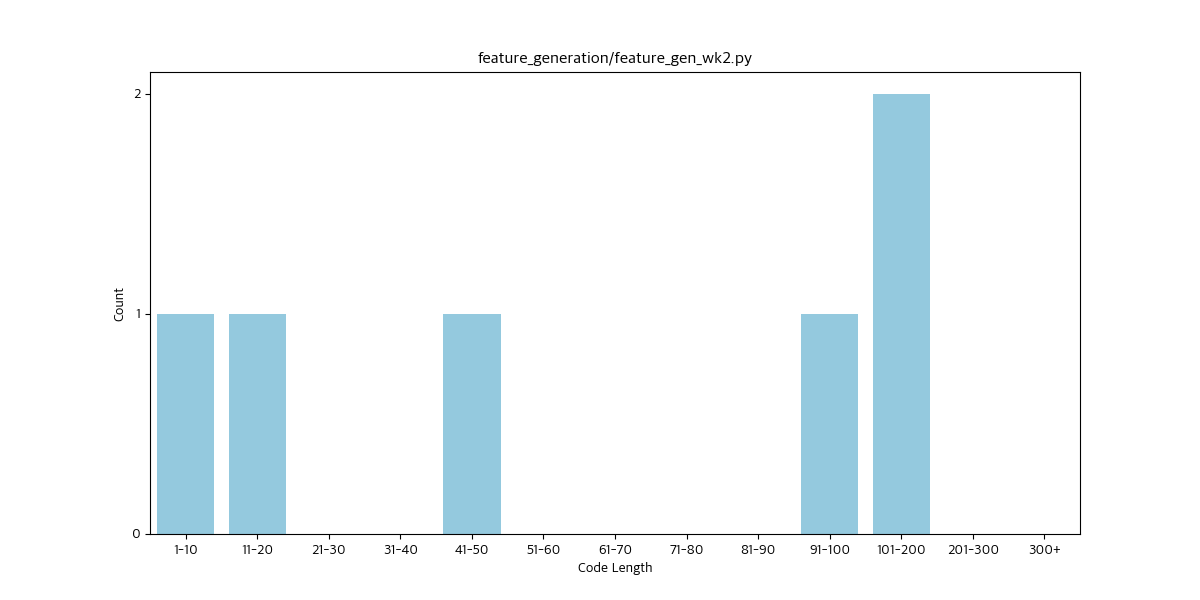 feature_generation/feature_gen_wk2.py
2
1
0
Count
1-10 11-20 21-30 31-40 41-50 51-60 61-70 71-80 81-90 91-100 101-200 201-300 300+
Code Length